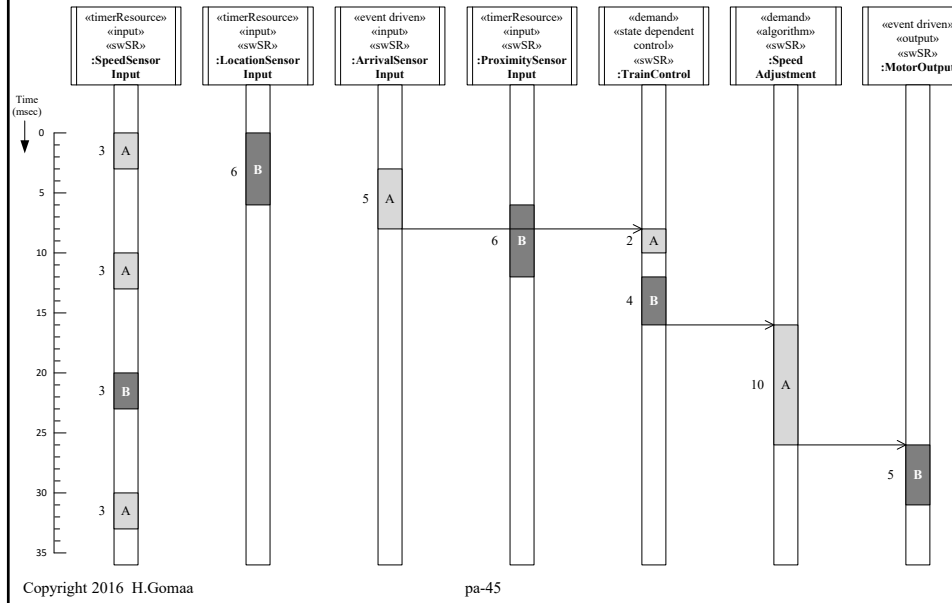 «timerResource»
«input»
«swSR»
:SpeedSensor
Input
«timerResource»
«input»
«swSR»
:LocationSensor
Input
«event driven»
«input»
«swSR»
:ArrivalSensor
Input
«timerResource»
«input»
«swSR»
:ProximitySensor
Input
«demand»
«state dependent
control»
«swSR»
:TrainControl
«demand»
«algorithm»
«swSR»
:Speed
Adjustment
«event driven»
«output»
«swSR»
:MotorOutput
Time
(msec)
0
5
10
15
20
25
30
35
3
A
3
A
3
B
3
A
6
B
5
A
6
B
2
A
4
B
10
A
5
B
Copyright 2016 H.Gomaa
pa-45